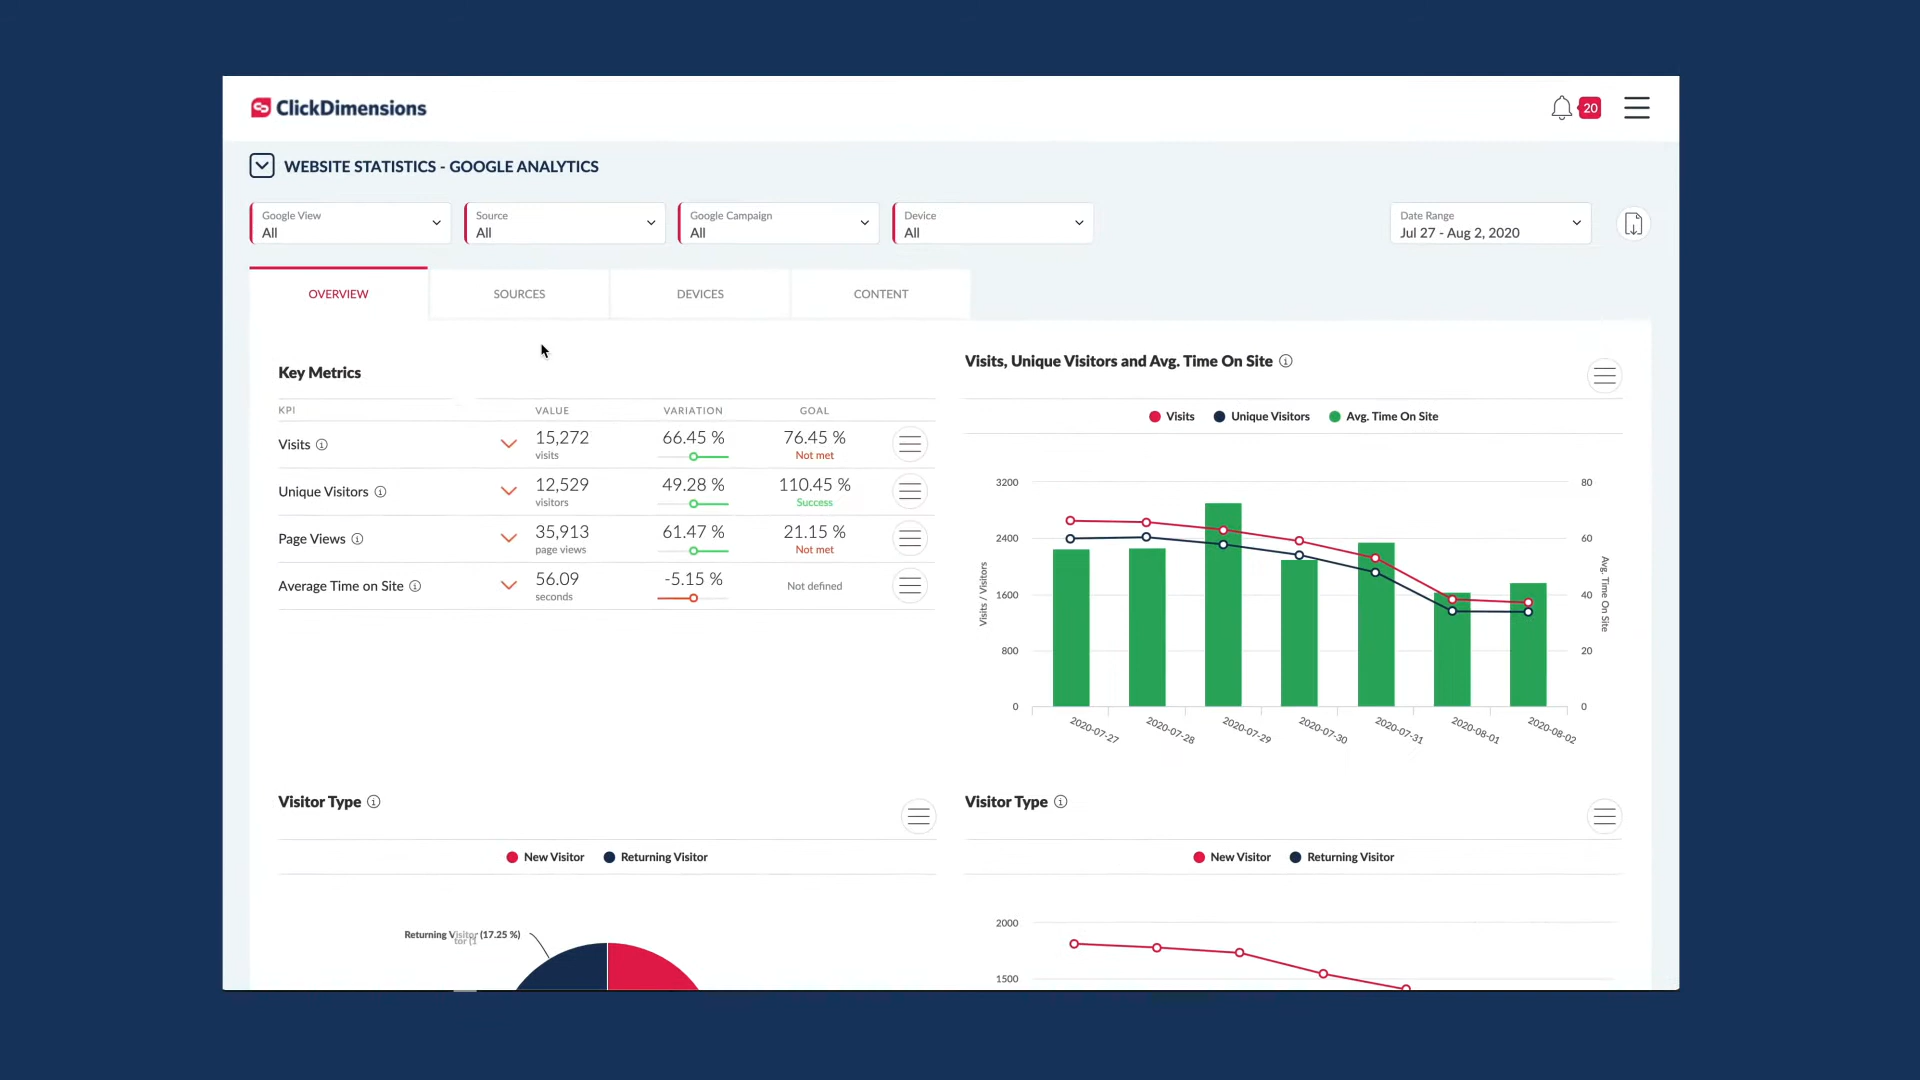 ClickDimensions
20
WEBSITE STATISTICS - GOOGLE ANALYTICS
Google View
All
Source
All
Google Campaign
All
Device
All
Date Range
Jul 27 - Aug 2, 2020
OVERVIEW
SOURCES
DEVICES
CONTENT
Key Metrics
KPI VALUE VARIATION GOAL
Visits 15,272 visits 66.45 % 76.45 % Not met
Unique Visitors 12,529 visitors 49.28 % 110.45 % Success
Page Views 35,913 page views 61.47 % 21.15 % Not met
Average Time on Site 56.09 seconds -5.15 % Not defined
Visits, Unique Visitors and Avg. Time On Site
Visits Unique Visitors Avg. Time On Site
3200 80
2400 60
1600 40
800 20
0 0
Visits / Visitors
Avg. Time On Site
2020-07-27 2020-07-28 2020-07-29 2020-07-30 2020-07-31 2020-08-01 2020-08-02
Visitor Type
New Visitor Returning Visitor
Returning Visitor (17.25 %)
Visitor Type
New Visitor Returning Visitor
2000
1500